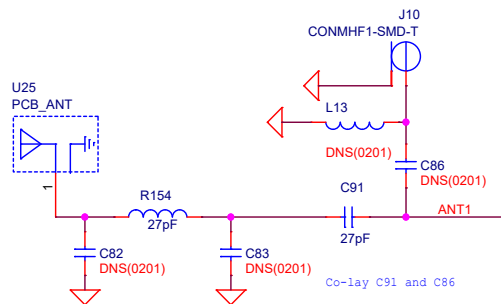 J10
CONMHF1-SMD-T
U25
PCB_ANT
L13
DNS(0201)
C86
DNS(0201)
1
R154
27pF
C91
27pF
ANT1
C82
DNS(0201)
C83
DNS(0201)
Co-lay C91 and C86